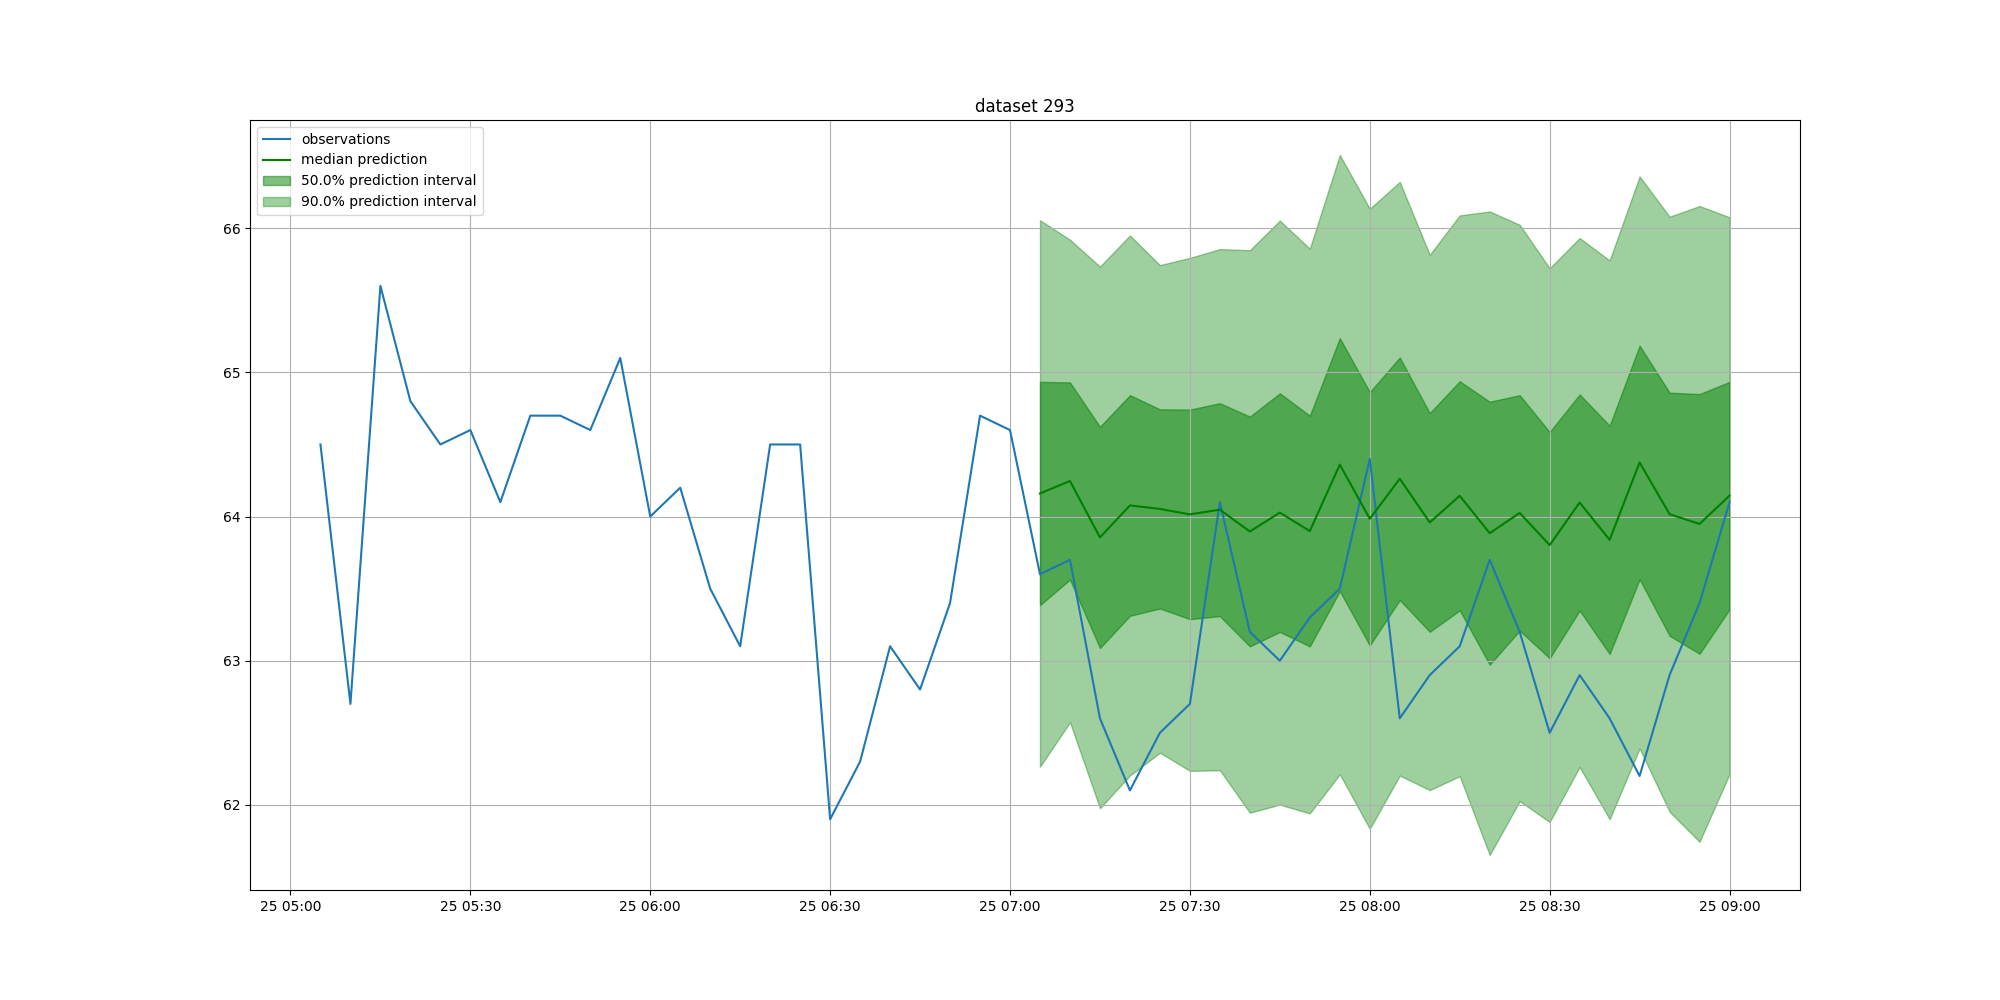 dataset 293
observations
median prediction
50.0% prediction interval
90.0% prediction interval
66
65
64
63
62
25 05:00 25 05:30 25 06:00 25 06:30 25 07:00 25 07:30 25 08:00 25 08:30 25 09:00